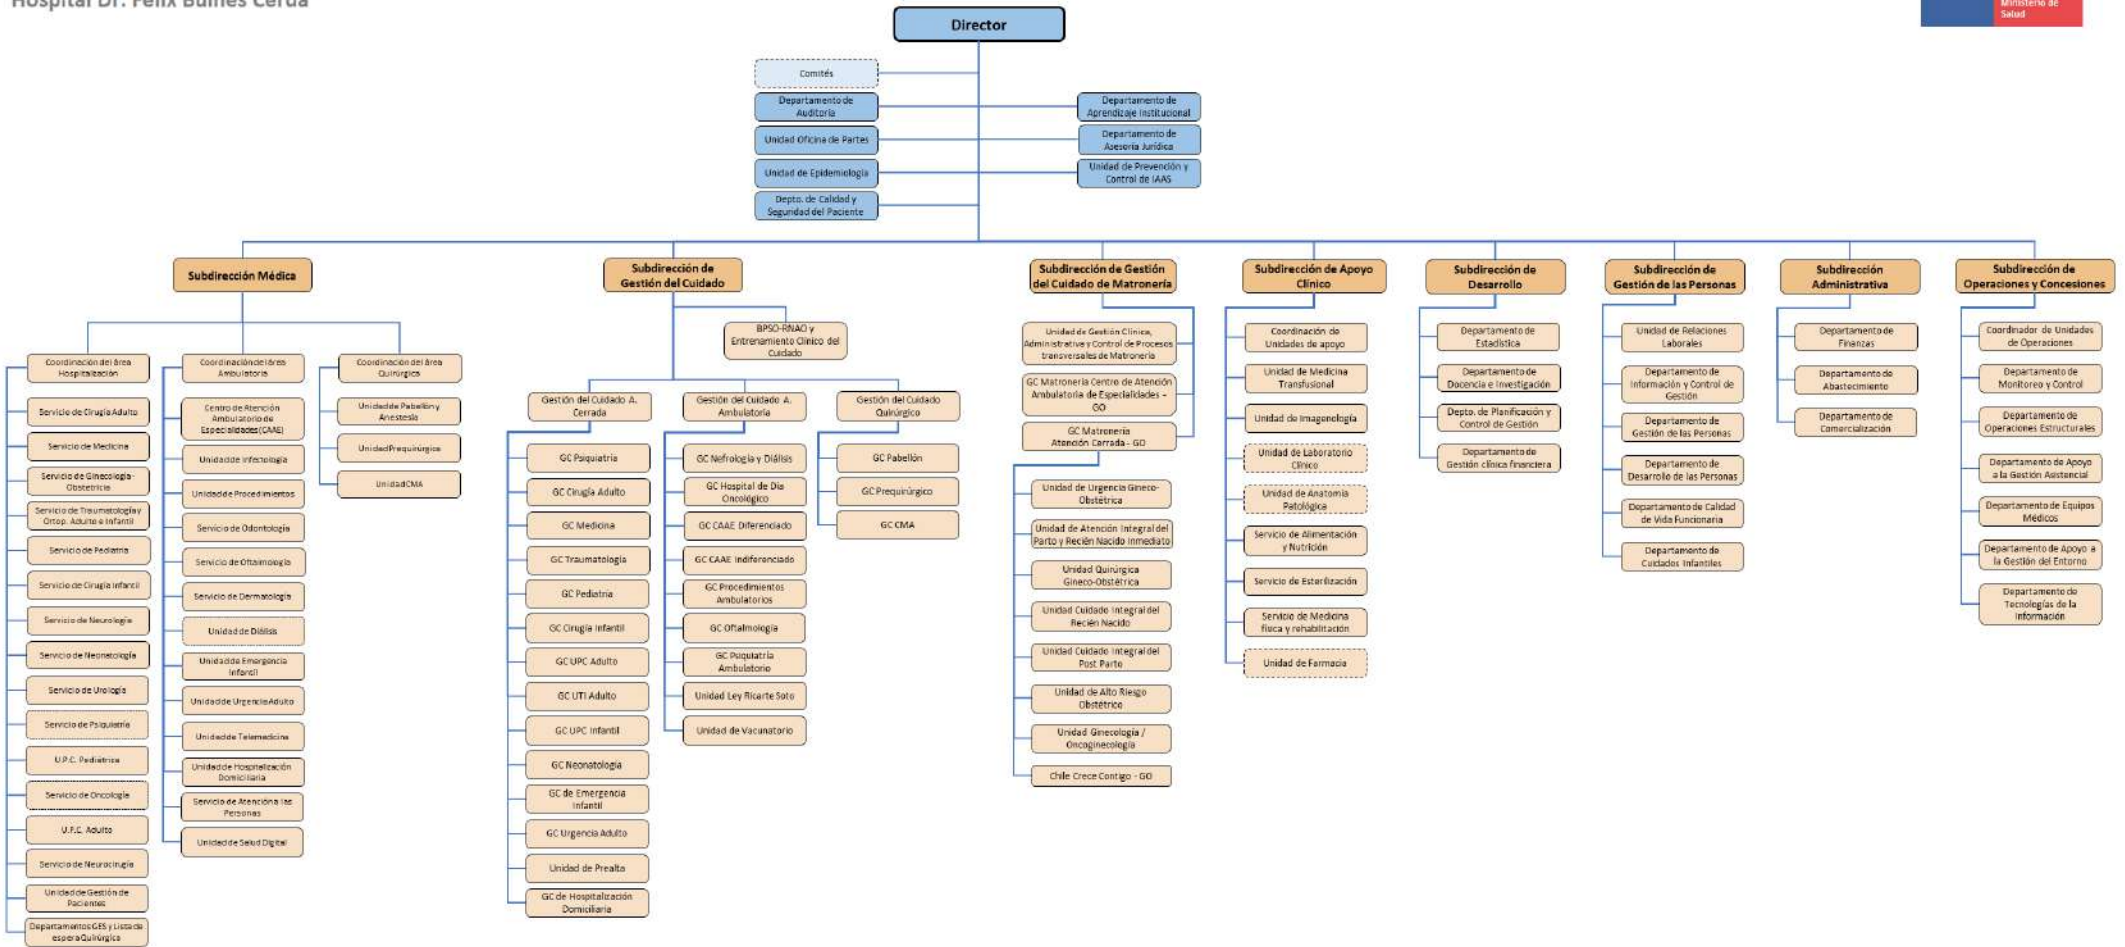 Hospital Dr. Félix Bulnes Cerda
Ministerio de
Salud
Director
Comités
Departamento de
Auditoría
Departamento de
Aprendizaje Institucional
Unidad Oficina de Partes
Departamento de
Asesoría Jurídica
Unidad de Epidemiología
Unidad de Prevención y
Control de IAAS
Depto. de Calidad y
Seguridad del Paciente
Subdirección Médica
Coordinación del área
Hospitalización
Servicio de Cirugía Adulto
Servicio de Medicina
Servicio de Ginecología-
Obstetricia
Servicio de Traumatología y
Ortop. Adulto e Infantil
Servicio de Pediatría
Servicio de Cirugía Infantil
Servicio de Neurología
Servicio de Neonatología
Servicio de Urología
Servicio de Psiquiatría
U.P.C. Pediátrica
Servicio de Oncología
U.P.C. Adulto
Servicio de Neurocirugía
Unidad de Gestión de
Pacientes
Departamentos GES y Lista de
espera Quirúrgica
Coordinación del área
Ambulatoria
Centro de Atención
Ambulatorio de
Especialidades (CAAE)
Unidad de Infectología
Unidad de Procedimientos
Servicio de Odontología
Servicio de Oftalmología
Servicio de Dermatología
Unidad de Diálisis
Unidad de Emergencia
Infantil
Unidad de Urgencia Adulto
Unidad de Telemedicina
Unidad de Hospitalización
Domiciliaria
Servicio de Atención a las
Personas
Unidad de Salud Digital
Coordinación del área
Quirúrgica
Unidad de Pabellón y
Anestesia
Unidad Prequirúrgica
Unidad CMA
Subdirección de
Gestión del Cuidado
BPSO-RNAO y
Entrenamiento Clínico del
Cuidado
Gestión del Cuidado A.
Cerrada
GC Psiquiatría
GC Cirugía Adulto
GC Medicina
GC Traumatología
GC Pediatría
GC Cirugía Infantil
GC UPC Adulto
GC UTI Adulto
GC UPC Infantil
GC Neonatología
GC de Emergencia
Infantil
GC Urgencia Adulto
Unidad de Prealta
GC de Hospitalización
Domiciliaria
Gestión del Cuidado A.
Ambulatoria
GC Nefrología y Diálisis
GC Hospital de Día
Oncológico
GC CAAE Diferenciado
GC CAAE Indiferenciado
GC Procedimientos
Ambulatorios
GC Oftalmología
GC Psiquiatría
Ambulatorio
Unidad Ley Ricarte Soto
Unidad de Vacunatorio
Gestión del Cuidado
Quirúrgico
GC Pabellón
GC Prequirúrgico
GC CMA
Subdirección de Gestión
del Cuidado de Matronería
Unidad de Gestión Clínica,
Administrativa y Control de Procesos
transversales de Matronería
GC Matronería Centro de Atención
Ambulatoria de Especialidades –
GO
GC Matronería
Atención Cerrada - GO
Unidad de Urgencia Gineco-
Obstétrica
Unidad de Atención Integral del
Parto y Recién Nacido Inmediato
Unidad Quirúrgica
Gineco-Obstétrica
Unidad Cuidado Integral del
Recién Nacido
Unidad Cuidado Integral del
Post Parto
Unidad de Alto Riesgo
Obstétrico
Unidad Ginecología /
Oncoginecología
Chile Crece Contigo - GO
Subdirección de Apoyo
Clínico
Coordinación de
Unidades de apoyo
Unidad de Medicina
Transfusional
Unidad de Imagenología
Unidad de Laboratorio
Clínico
Unidad de Anatomía
Patológica
Servicio de Alimentación
y Nutrición
Servicio de Esterilización
Servicio de Medicina
física y rehabilitación
Unidad de Farmacia
Subdirección de
Desarrollo
Departamento de
Estadística
Departamento de
Docencia e Investigación
Depto. de Planificación y
Control de Gestión
Departamento de
Gestión clínica financiera
Subdirección de
Gestión de las Personas
Unidad de Relaciones
Laborales
Departamento de
Información y Control de
Gestión
Departamento de
Gestión de las Personas
Departamento de
Desarrollo de las Personas
Departamento de Calidad
de Vida Funcionaria
Departamento de
Cuidados Infantiles
Subdirección
Administrativa
Departamento de
Finanzas
Departamento de
Abastecimiento
Departamento de
Comercialización
Subdirección de
Operaciones y Concesiones
Coordinador de Unidades
de Operaciones
Departamento de
Monitoreo y Control
Departamento de
Operaciones Estructurales
Departamento de Apoyo
a la Gestión Asistencial
Departamento de Equipos
Médicos
Departamento de Apoyo a
la Gestión del Entorno
Departamento de
Tecnologías de la
Información